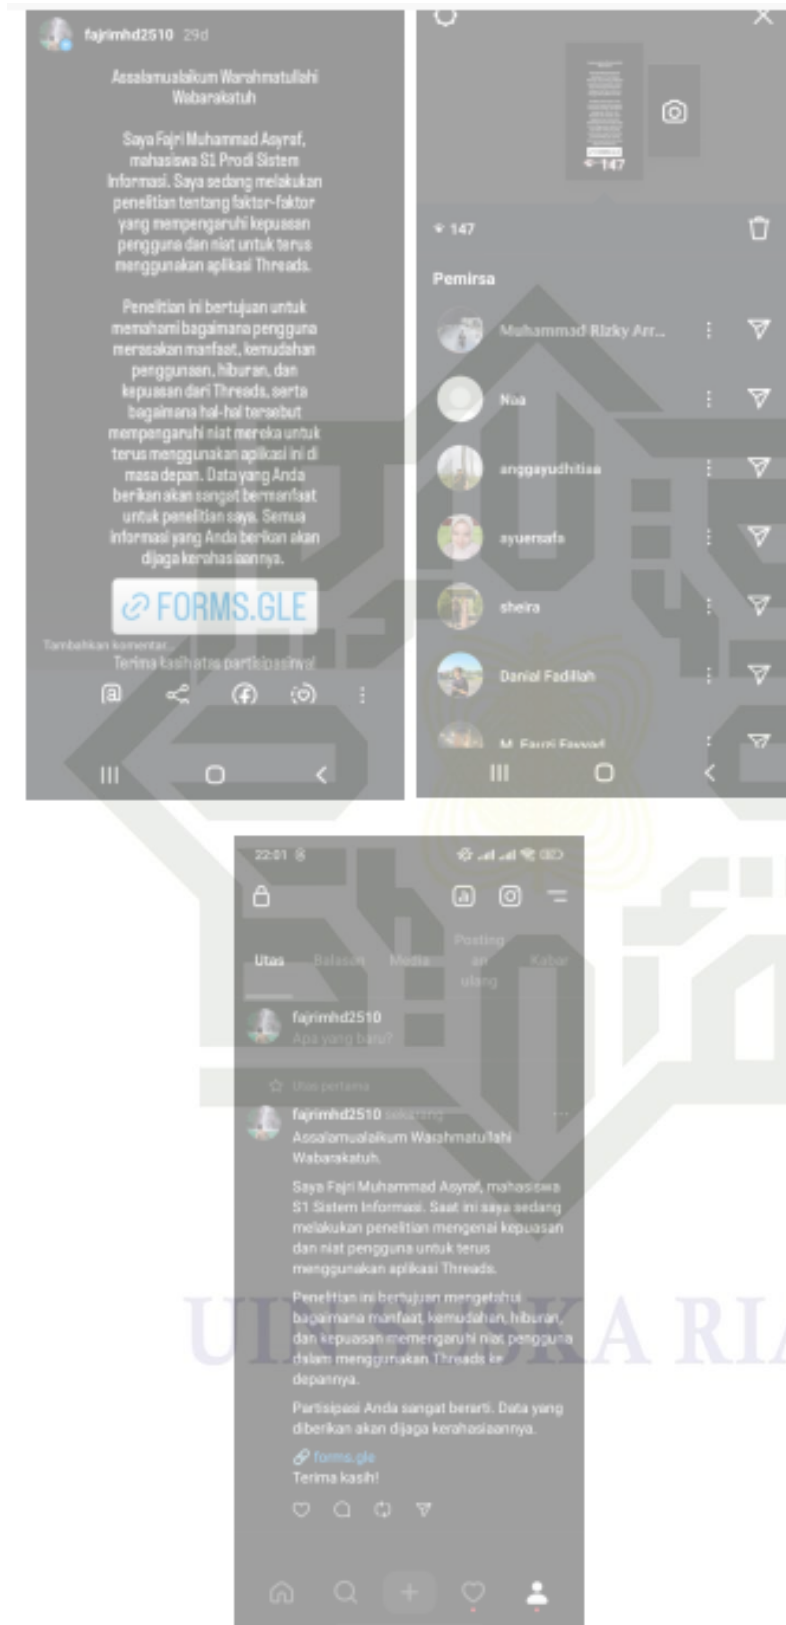 fajrimhd2510 29d
Assalamualaikum Warahmatullahi
Wabarakatuh
Saya Fajri Muhammad Asyraf,
mahasiswa S1 Prodi Sistem
Informasi. Saya sedang melakukan
penelitian tentang faktor-faktor
yang mempengaruhi kepuasan
pengguna dan niat untuk terus
menggunakan aplikasi Threads.
Penelitian ini bertujuan untuk
memahami bagaimana pengguna
merasakan manfaat, kemudahan
penggunaan, hiburan, dan
kepuasan dari Threads, serta
bagaimana hal-hal tersebut
mempengaruhi niat mereka untuk
terus menggunakan aplikasi ini di
masa depan. Data yang Anda
berikan akan sangat bermanfaat
untuk penelitian saya. Semua
informasi yang Anda berikan akan
dijaga kerahasiaannya.
FORMS.GLE
Tambahkan komentar...
Terima kasih atas partisipasinya!
147
147
Pemirsa
Muhammad Rizky Arr...
Naa
anggayudhitiaa
ayuersafa
sheira
Danial Fadillah
M. Fauzi Fayyad
22:01
Utas Balasan Media Posting
an
ulang Kabar
fajrimhd2510
Apa yang baru?
Utas pertama
fajrimhd2510 sekarang
Assalamualaikum Warahmatullahi
Wabarakatuh.
Saya Fajri Muhammad Asyraf, mahasiswa
S1 Sistem Informasi. Saat ini saya sedang
melakukan penelitian mengenai kepuasan
dan niat pengguna untuk terus
menggunakan aplikasi Threads.
Penelitian ini bertujuan mengetahui
bagaimana manfaat, kemudahan, hiburan,
dan kepuasan memengaruhi niat pengguna
dalam menggunakan Threads ke
depannya.
Partisipasi Anda sangat berarti. Data yang
diberikan akan dijaga kerahasiaannya.
forms.gle
Terima kasih!
UIN SUSKA RIA